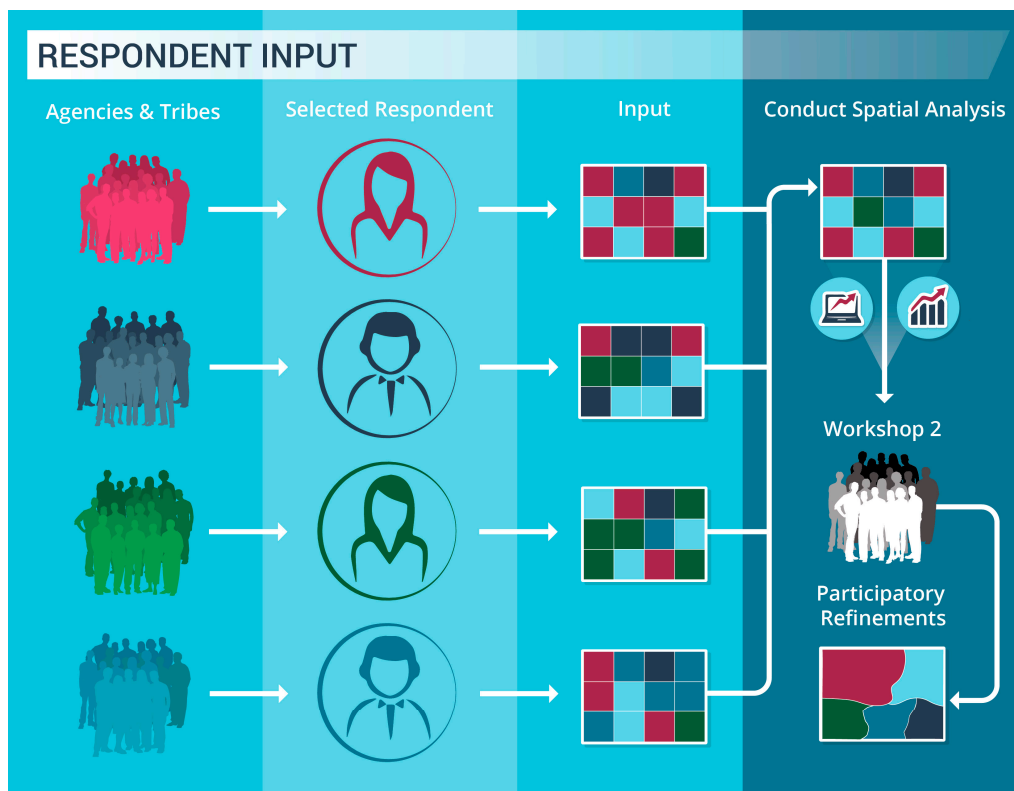 RESPONDENT INPUT
Agencies & Tribes
Selected Respondent
Input
Conduct Spatial Analysis
Workshop 2
Participatory
Refinements